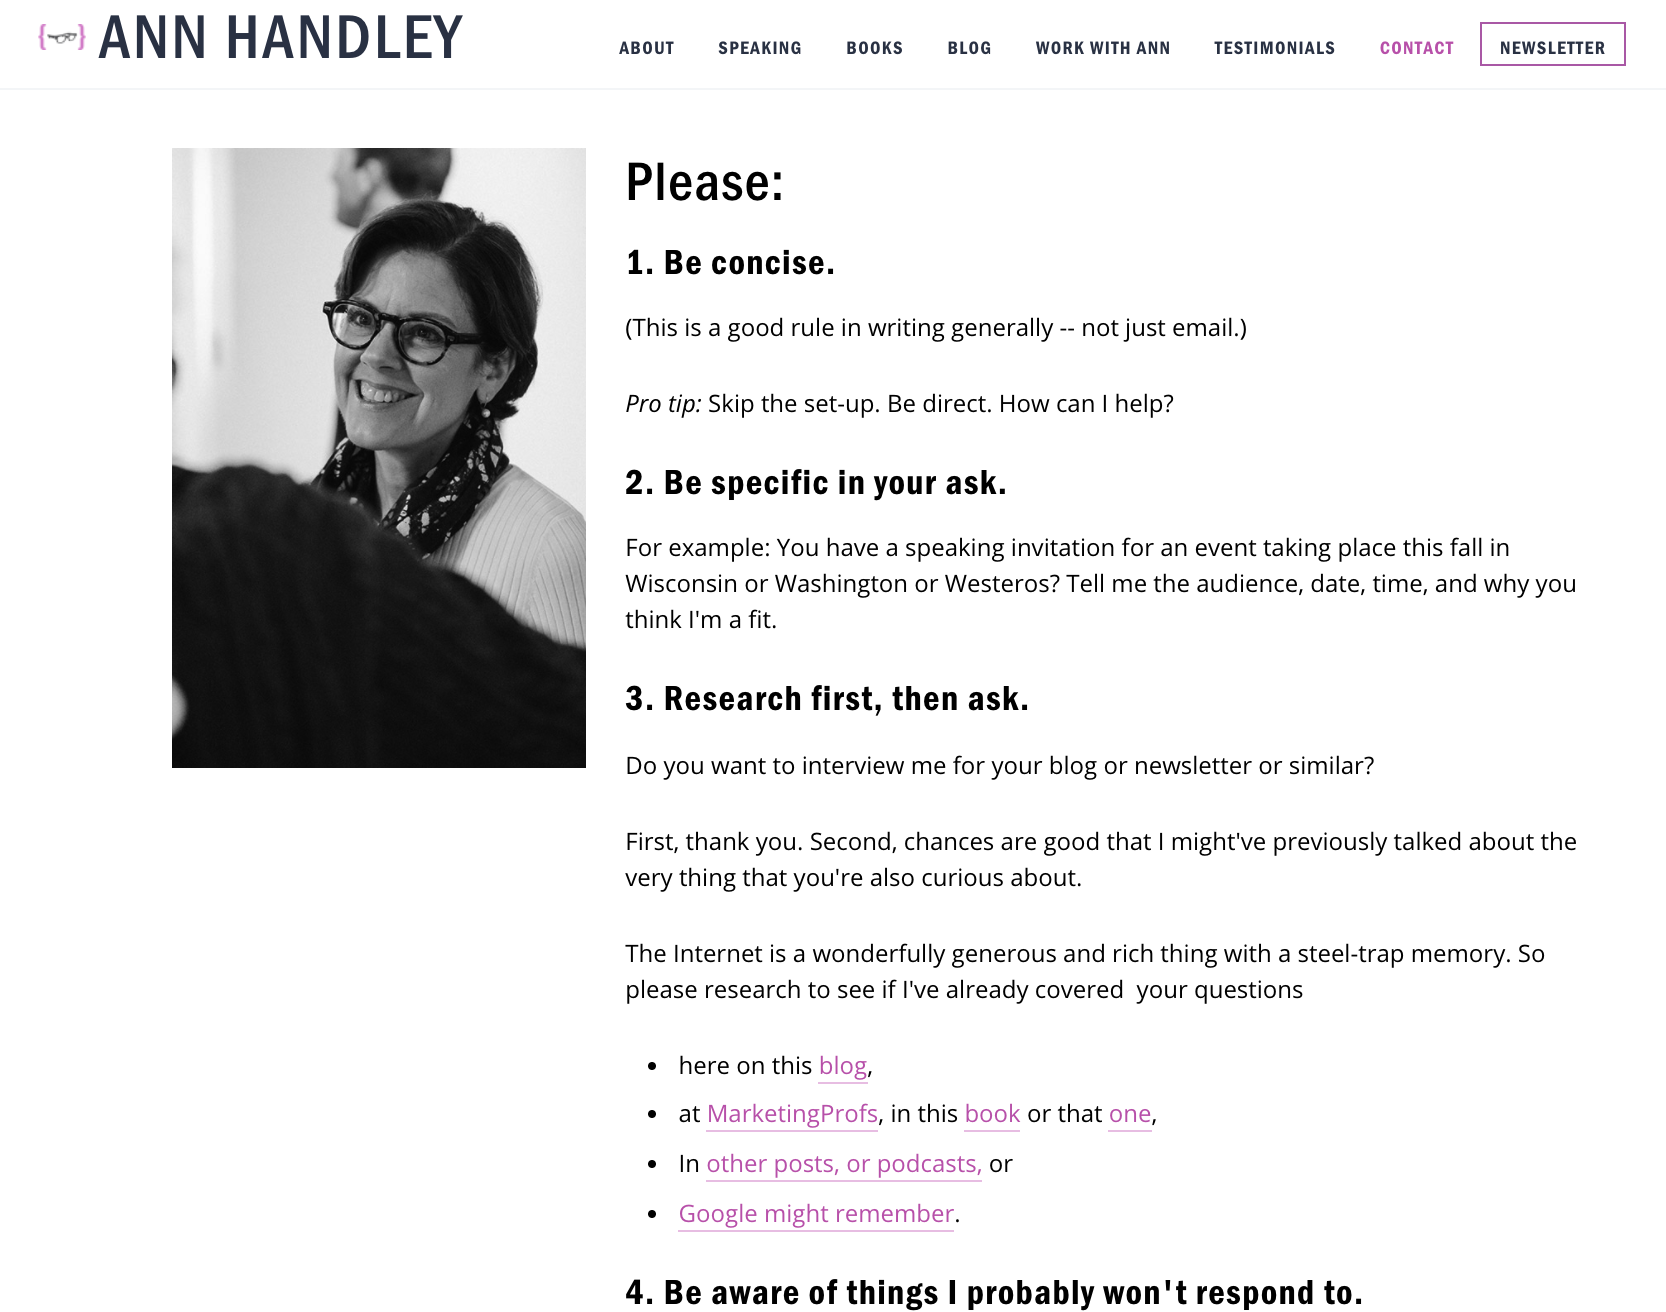 ANN HANDLEY
ABOUT SPEAKING BOOKS BLOG WORK WITH ANN TESTIMONIALS CONTACT NEWSLETTER
Please:
1. Be concise.
(This is a good rule in writing generally -- not just email.)
Pro tip: Skip the set-up. Be direct. How can I help?
2. Be specific in your ask.
For example: You have a speaking invitation for an event taking place this fall in
Wisconsin or Washington or Westeros? Tell me the audience, date, time, and why you
think I'm a fit.
3. Research first, then ask.
Do you want to interview me for your blog or newsletter or similar?
First, thank you. Second, chances are good that I might've previously talked about the
very thing that you're also curious about.
The Internet is a wonderfully generous and rich thing with a steel-trap memory. So
please research to see if I've already covered  your questions
• here on this blog,
• at MarketingProfs, in this book or that one,
• In other posts, or podcasts, or
• Google might remember.
4. Be aware of things I probably won't respond to.